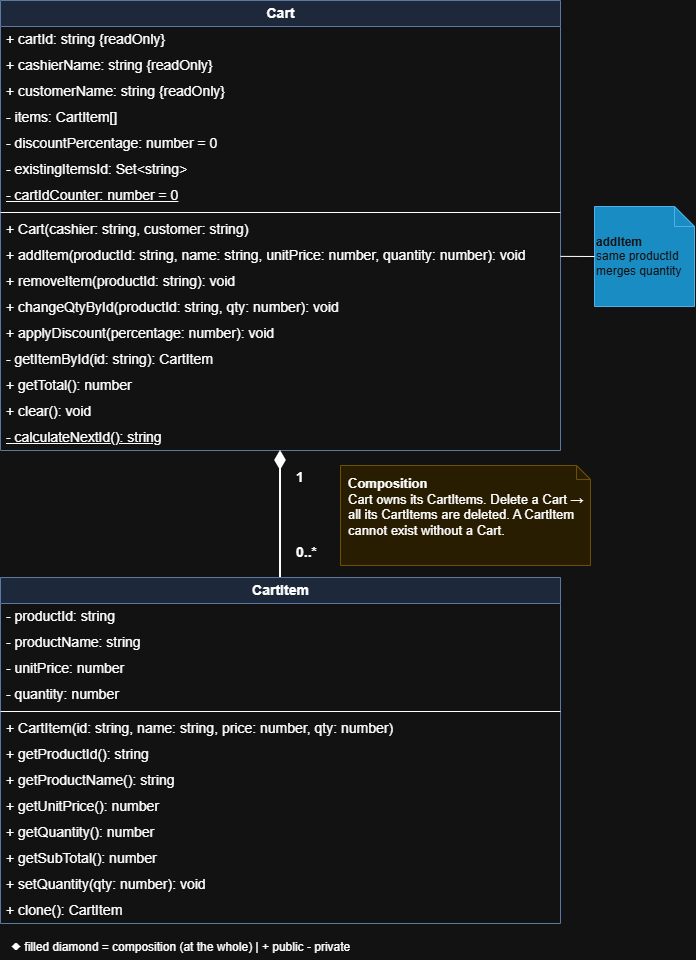 Cart
+ cartId: string {readOnly}
+ cashierName: string {readOnly}
+ customerName: string {readOnly}
- items: CartItem[]
- discountPercentage: number = 0
- existingItemsId: Set<string>
- cartIdCounter: number = 0
+ Cart(cashier: string, customer: string)
+ addItem(productId: string, name: string, unitPrice: number, quantity: number): void
+ removeItem(productId: string): void
+ changeQtyById(productId: string, qty: number): void
+ applyDiscount(percentage: number): void
- getItemById(id: string): CartItem
+ getTotal(): number
+ clear(): void
- calculateNextId(): string
addItem
same productId
merges quantity
1
Composition
Cart owns its CartItems. Delete a Cart →
all its CartItems are deleted. A CartItem
cannot exist without a Cart.
0..*
CartItem
- productId: string
- productName: string
- unitPrice: number
- quantity: number
+ CartItem(id: string, name: string, price: number, qty: number)
+ getProductId(): string
+ getProductName(): string
+ getUnitPrice(): number
+ getQuantity(): number
+ getSubTotal(): number
+ setQuantity(qty: number): void
+ clone(): CartItem
◆ filled diamond = composition (at the whole) | + public - private